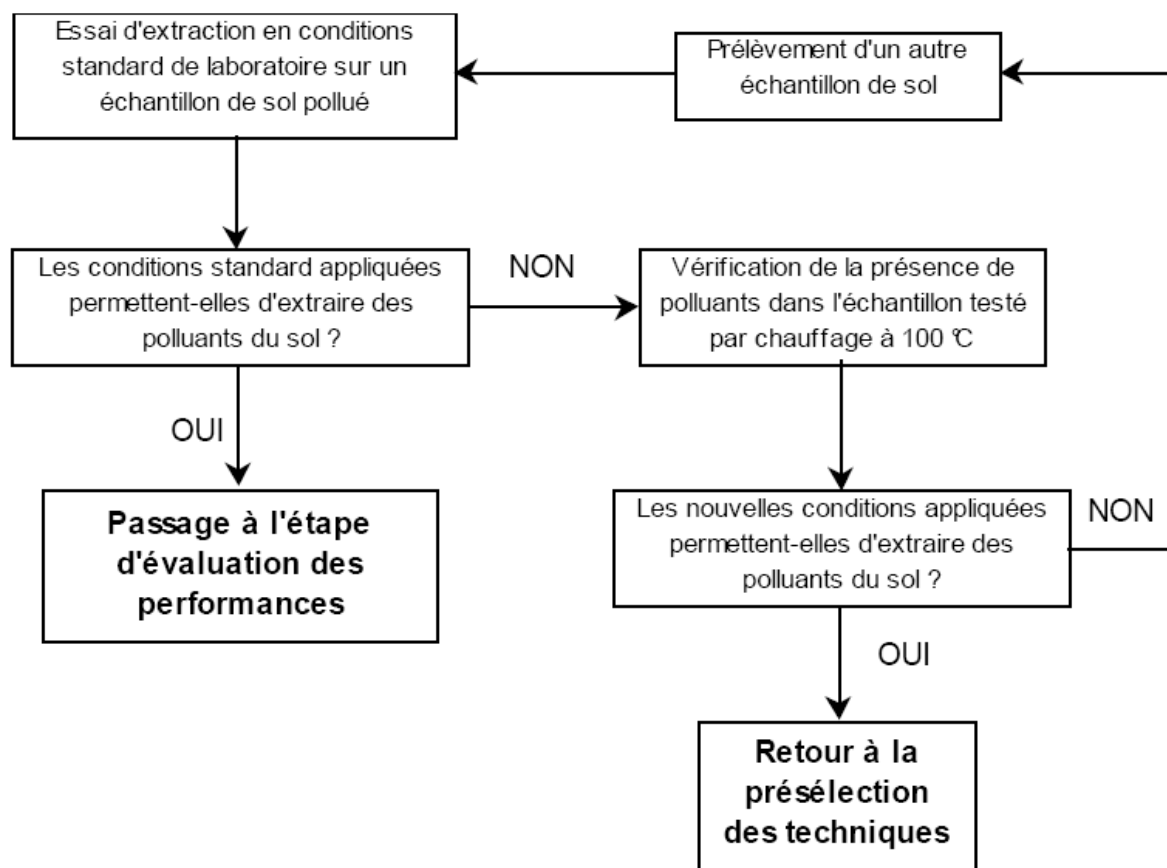 Essai d'extraction en conditions
standard de laboratoire sur un
échantillon de sol pollué
Prélèvement d'un autre
échantillon de sol
Les conditions standard appliquées
permettent-elles d'extraire des
polluants du sol ?
NON
Vérification de la présence de
polluants dans l'échantillon testé
par chauffage à 100 °C
OUI
Passage à l'étape
d'évaluation des
performances
Les nouvelles conditions appliquées
permettent-elles d'extraire des
polluants du sol ?
NON
OUI
Retour à la
présélection
des techniques